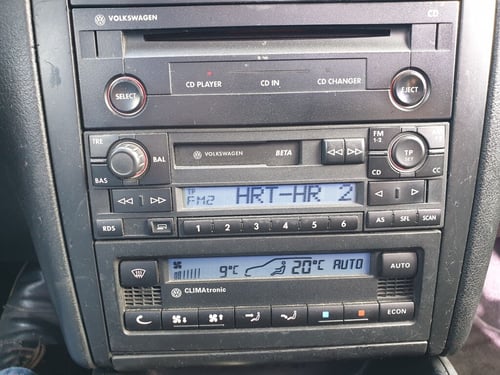 VOLKSWAGEN CD
CD PLAYER CD IN CD CHANGER
SELECT EJECT
TRE FM
1-2
BAL VOLKSWAGEN BETA TP
SET
BAS CD CC
TP
FM2 HRT-HR 2
1 2 3 4 5 6 AS SEL SCAN
RDS
9°C 20°C AUTO AUTO
CLIMAtronic
ECON